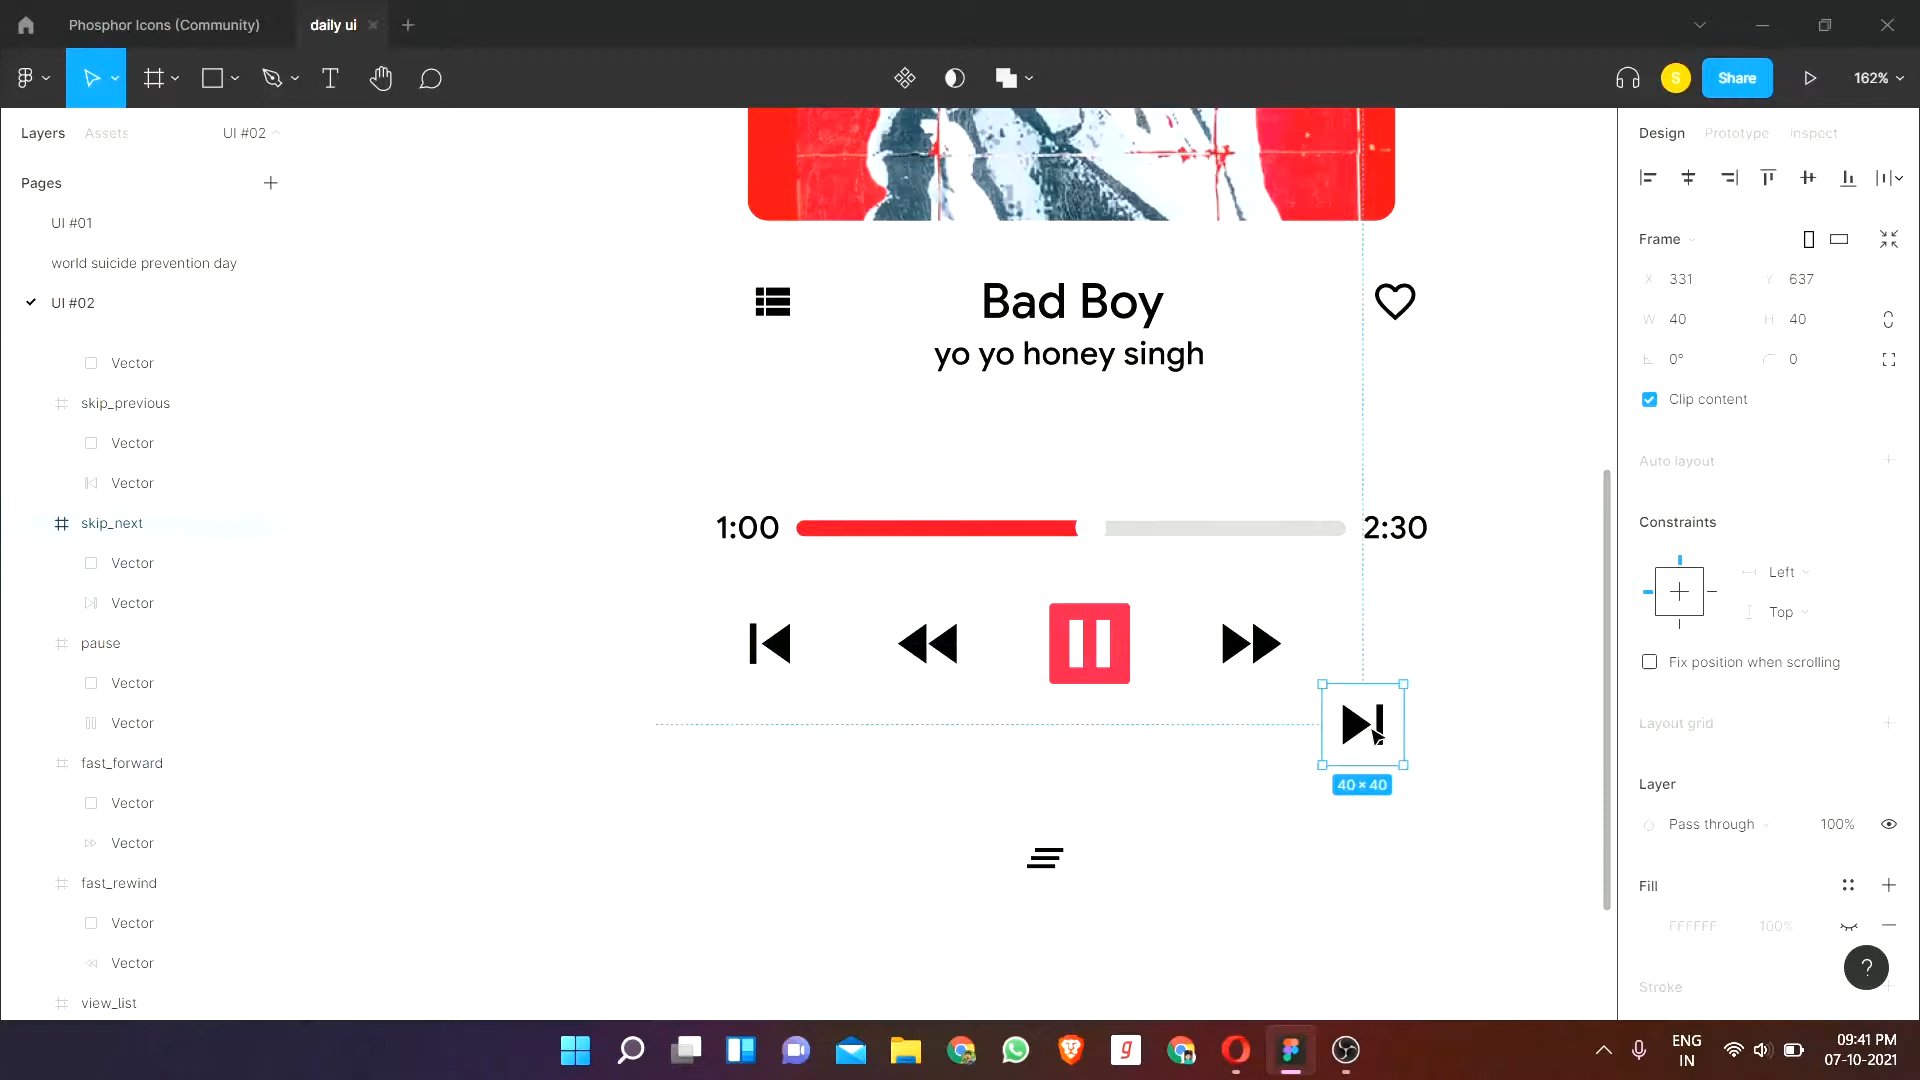 Phosphor Icons (Community)
daily ui
S
Share
162%
Layers
Assets
UI #02
Pages
UI #01
world suicide prevention day
UI #02
Vector
skip_previous
Vector
Vector
skip_next
Vector
Vector
pause
Vector
Vector
fast_forward
Vector
Vector
fast_rewind
Vector
Vector
view_list
Bad Boy
yo yo honey singh
1:00
2:30
40 × 40
Design
Prototype
Inspect
Frame
X 331
Y 637
W 40
H 40
0°
0
Clip content
Auto layout
Constraints
Left
Top
Fix position when scrolling
Layout grid
Layer
Pass through
100%
Fill
FFFFFF
100%
Stroke
?
g
ENG
IN
09:41 PM
07-10-2021